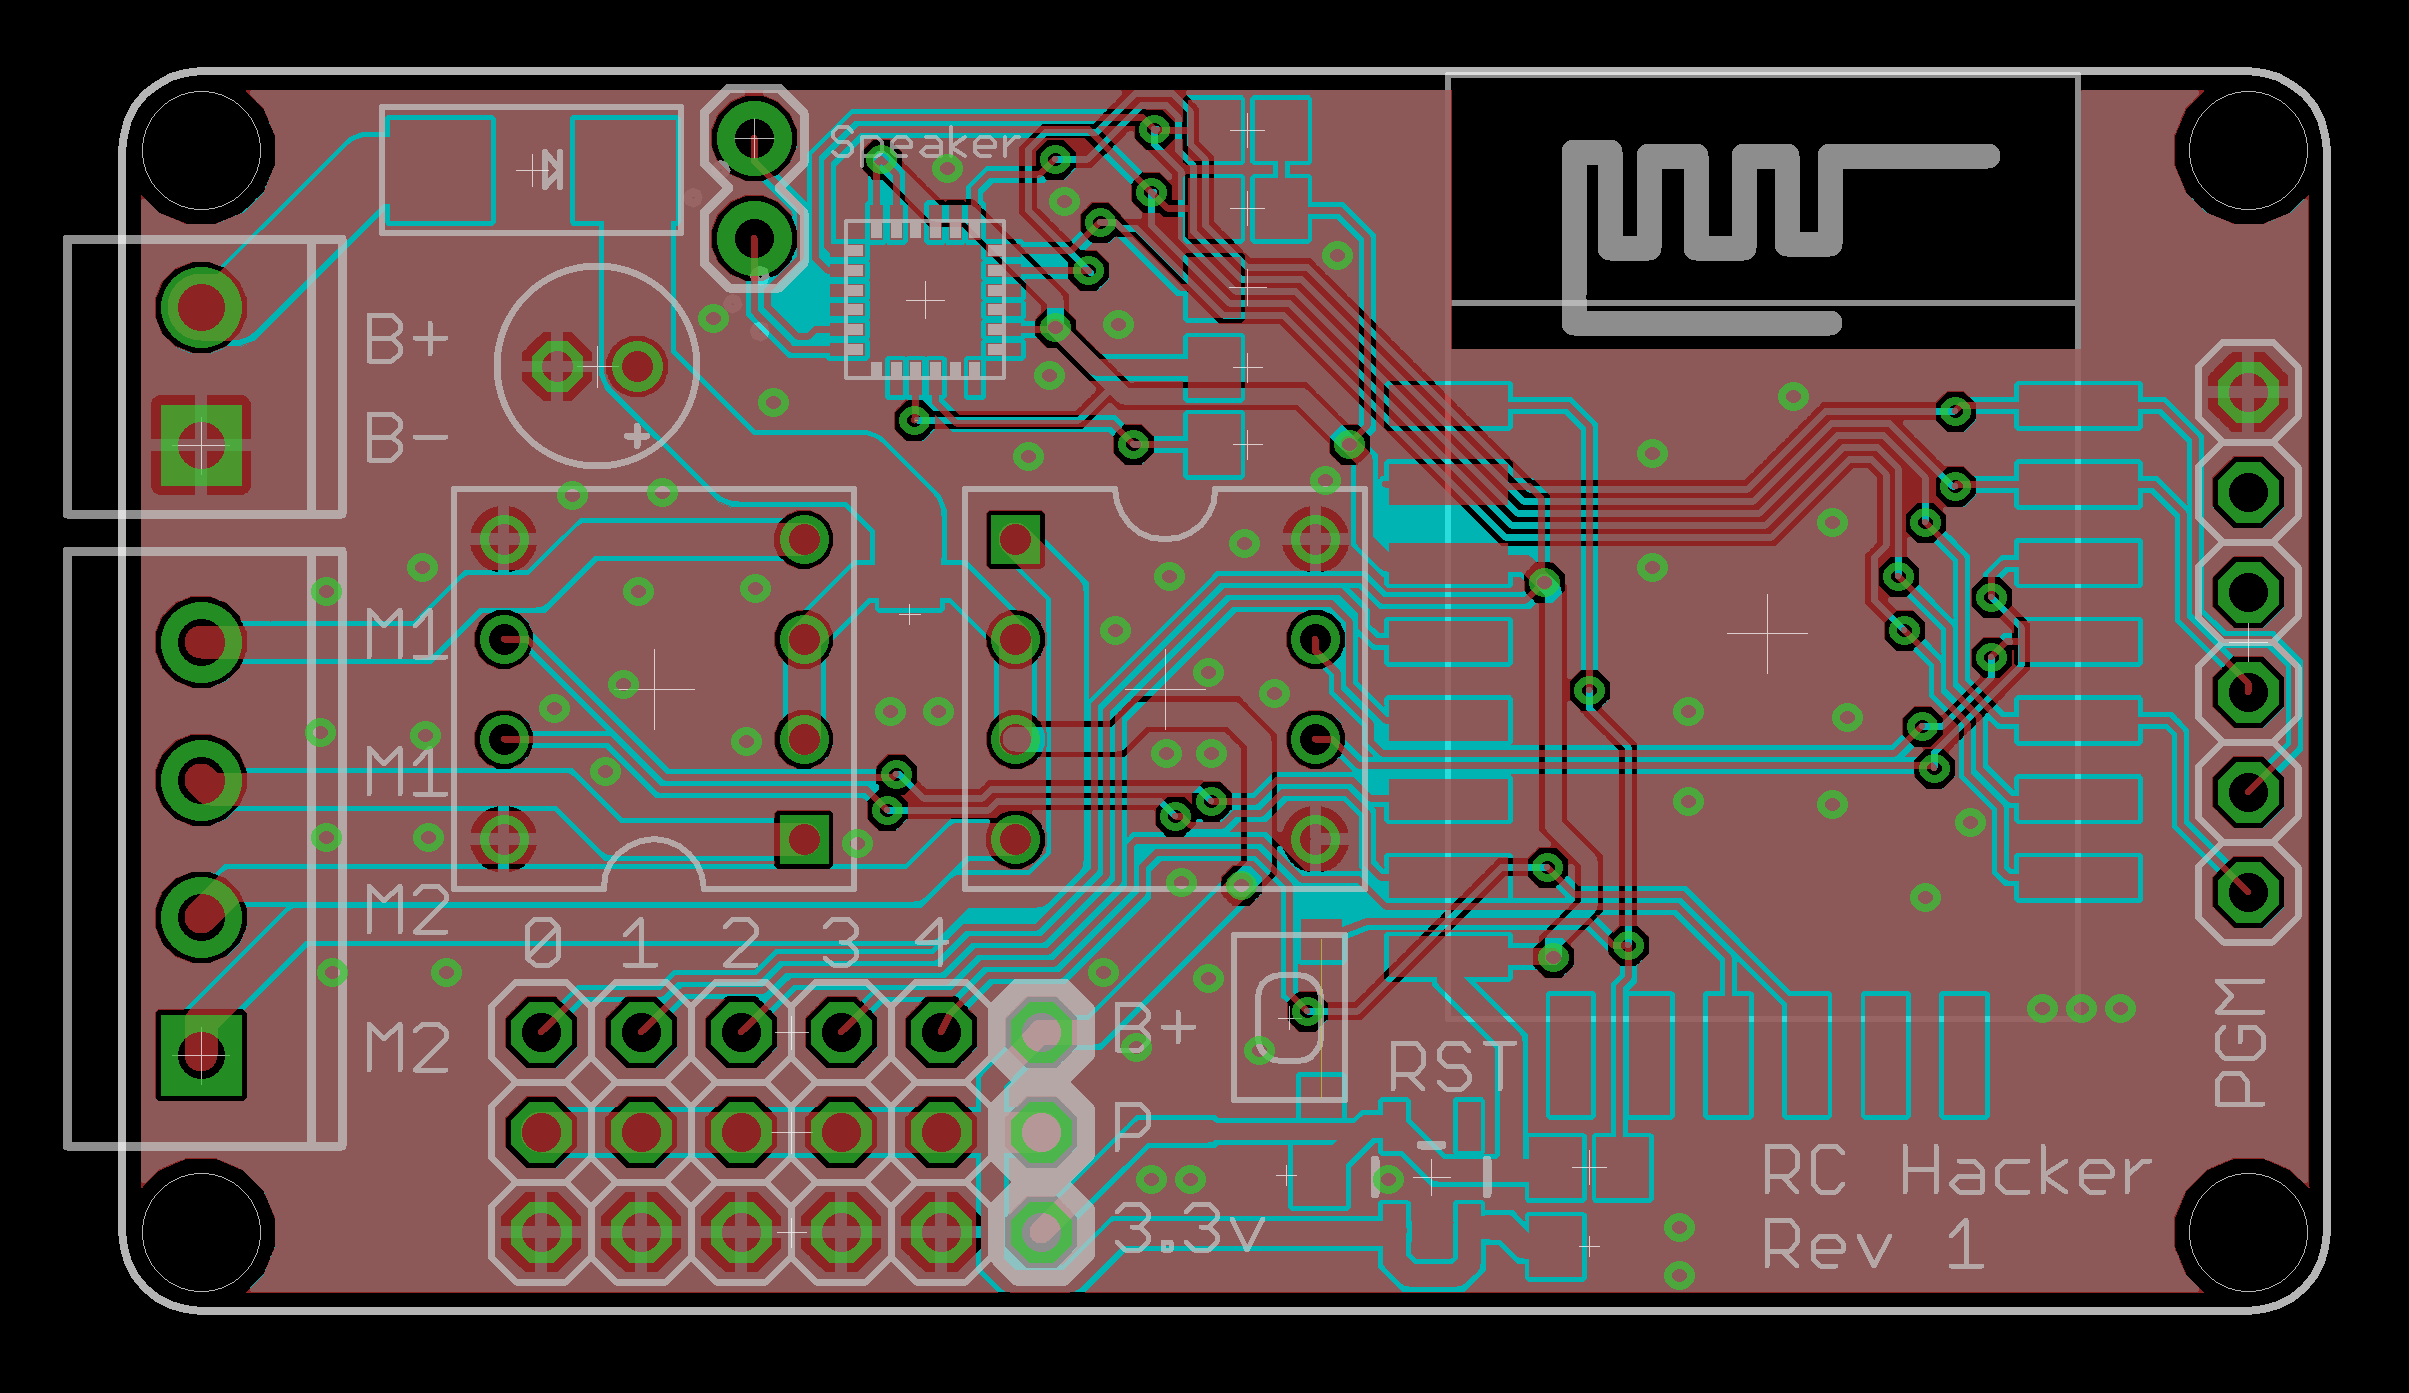 Speaker
B+
B-
M1
M1
M2
M2
0 1 2 3 4
B+
P
3.3v
RST
PGM
RC Hacker
Rev 1